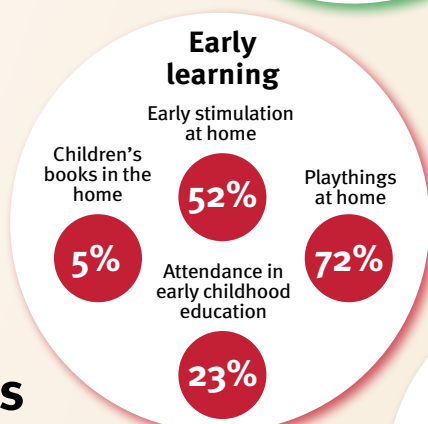 Early
learning
Early stimulation
at home
52%
Children’s
books in the
home
5%
Playthings
at home
72%
Attendance in
early childhood
education
23%
s